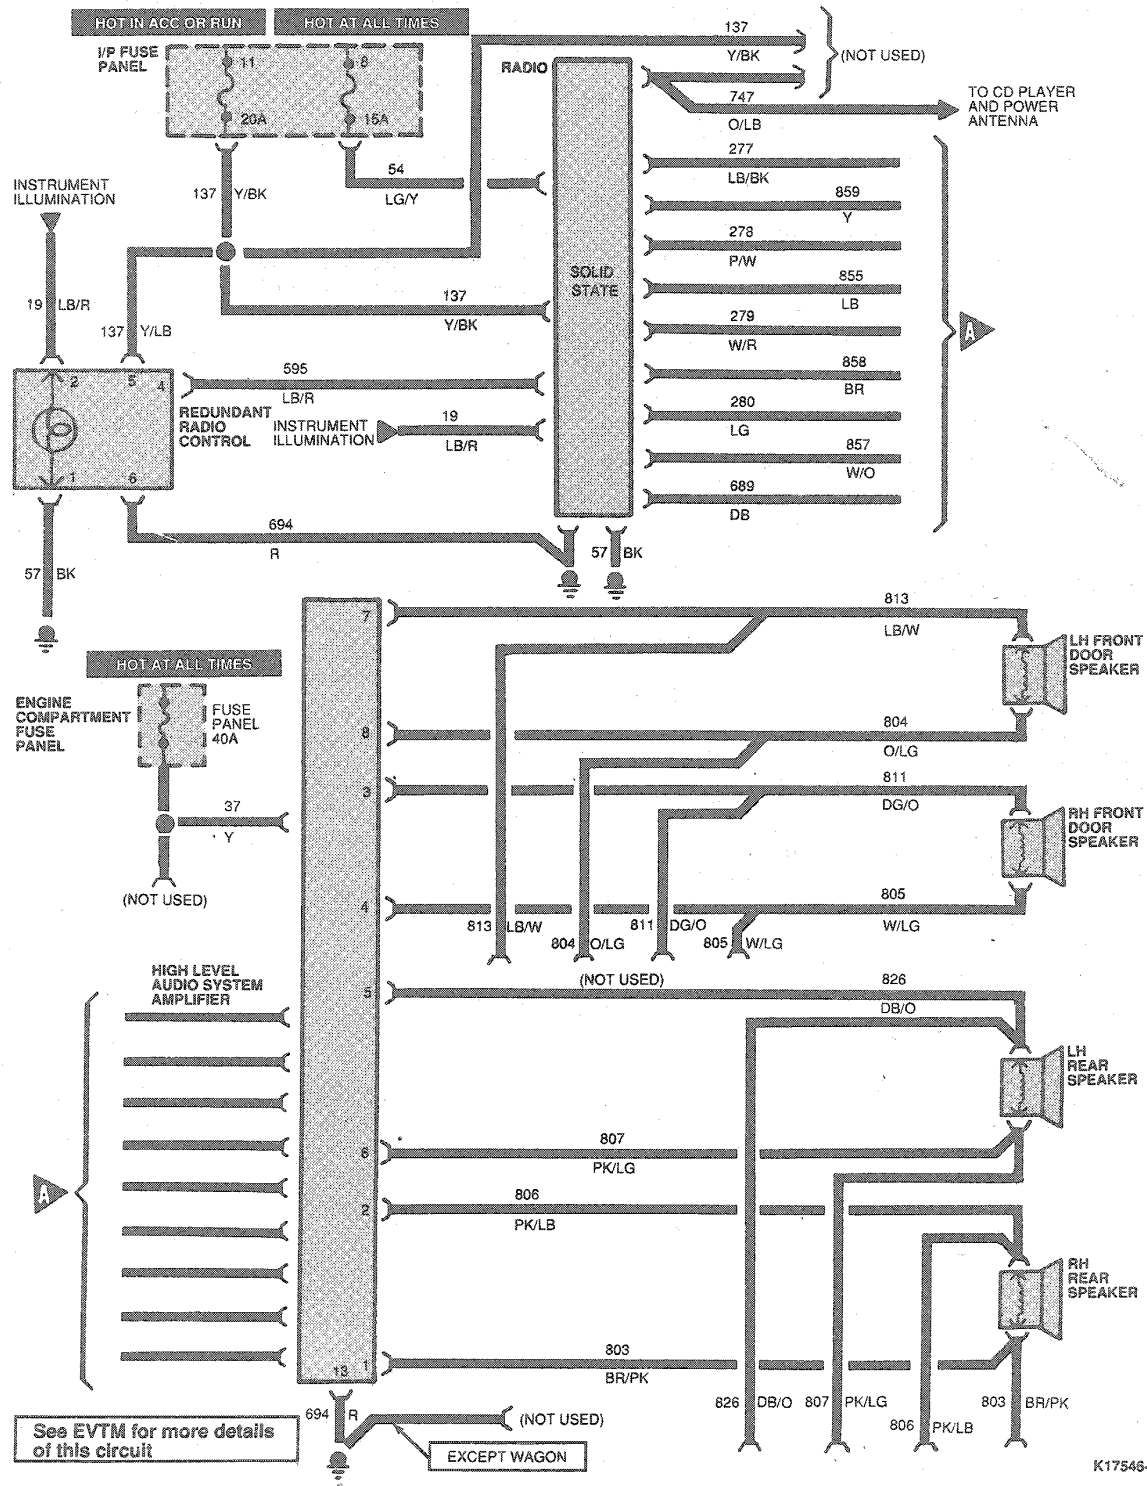 HOT IN ACC OR RUN
HOT AT ALL TIMES
137
Y/BK
(NOT USED)
I/P FUSE
PANEL
11
8
20A
15A
RADIO
747
O/LB
TO CD PLAYER
AND POWER
ANTENNA
54
LG/Y
277
LB/BK
INSTRUMENT
ILLUMINATION
137
Y/BK
859
Y
278
P/W
SOLID
STATE
855
LB
19
LB/R
137
Y/LB
137
Y/BK
279
W/R
A
2
5
4
595
LB/R
858
BR
REDUNDANT
RADIO
CONTROL
INSTRUMENT
ILLUMINATION
19
LB/R
280
LG
857
W/O
1
6
689
DB
694
R
57
BK
57
BK
7
813
LB/W
LH FRONT
DOOR
SPEAKER
HOT AT ALL TIMES
ENGINE
COMPARTMENT
FUSE
PANEL
FUSE
PANEL
40A
8
804
O/LG
3
811
DG/O
37
Y
RH FRONT
DOOR
SPEAKER
(NOT USED)
4
805
W/LG
813
LB/W
804
O/LG
811
DG/O
805
W/LG
(NOT USED)
HIGH LEVEL
AUDIO SYSTEM
AMPLIFIER
5
826
DB/O
LH
REAR
SPEAKER
6
807
PK/LG
A
2
806
PK/LB
RH
REAR
SPEAKER
803
BR/PK
13
1
694
R
(NOT USED)
826
DB/O
807
PK/LG
806
PK/LB
803
BR/PK
See EVTM for more details
of this circuit
EXCEPT WAGON
K17546-